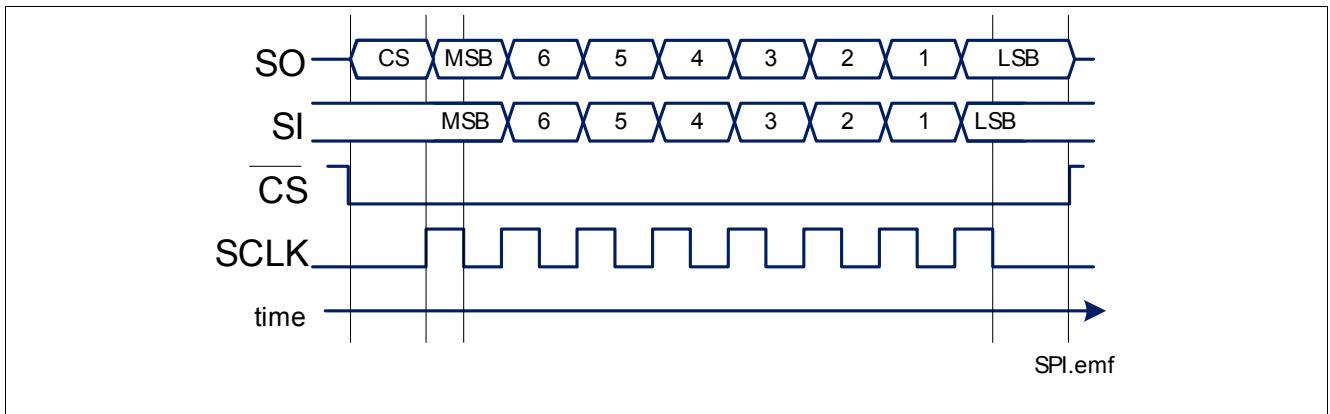 SO CS MSB 6 5 4 3 2 1 LSB
SI MSB 6 5 4 3 2 1 LSB
CS
SCLK
time
SPI.emf